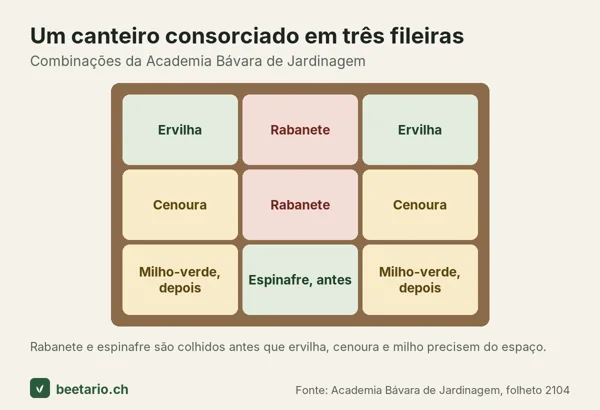 Um canteiro consorciado em três fileiras
Combinações da Academia Bávara de Jardinagem
Ervilha
Rabanete
Ervilha
Cenoura
Rabanete
Cenoura
Milho-verde,
depois
Espinafre, antes
Milho-verde,
depois
Rabanete e espinafre são colhidos antes que ervilha, cenoura e milho precisem do espaço.
beetario.ch
Fonte: Academia Bávara de Jardinagem, folheto 2104